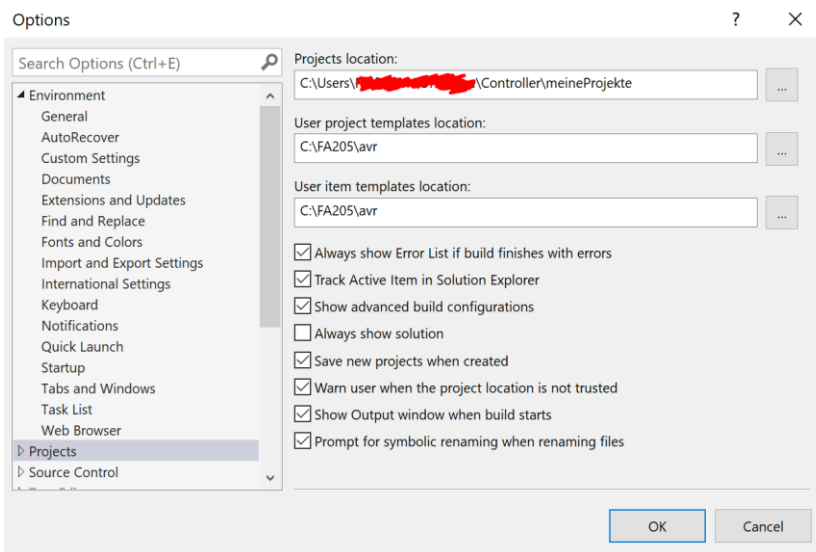 Options
?
Search Options (Ctrl+E)
Environment
General
AutoRecover
Custom Settings
Documents
Extensions and Updates
Find and Replace
Fonts and Colors
Import and Export Settings
International Settings
Keyboard
Notifications
Quick Launch
Startup
Tabs and Windows
Task List
Web Browser
Projects
Source Control
Projects location:
C:\Users\ \Controller\meineProjekte
...
User project templates location:
C:\FA205\avr
...
User item templates location:
C:\FA205\avr
...
Always show Error List if build finishes with errors
Track Active Item in Solution Explorer
Show advanced build configurations
Always show solution
Save new projects when created
Warn user when the project location is not trusted
Show Output window when build starts
Prompt for symbolic renaming when renaming files
OK
Cancel